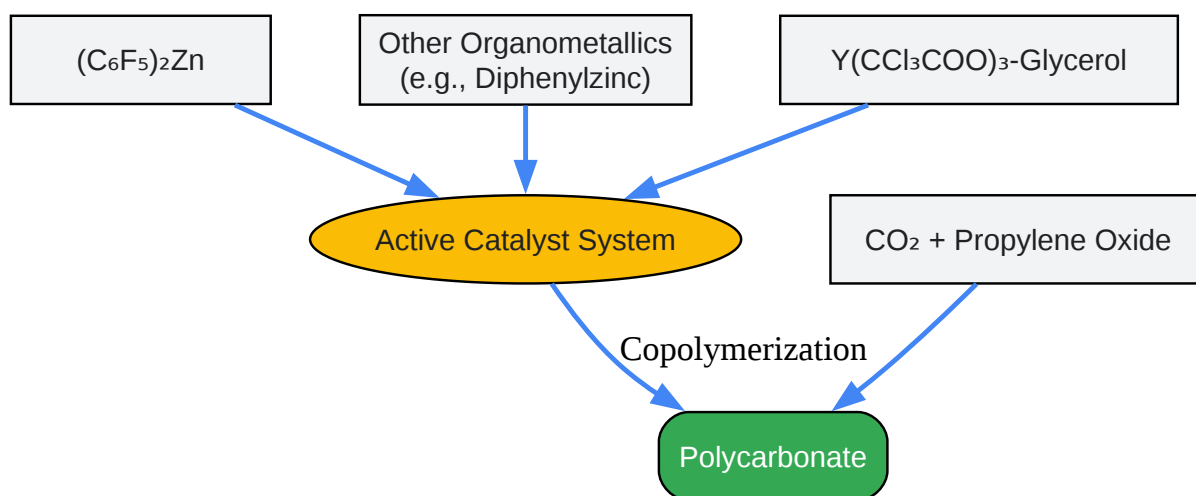 (C₆F₅)₂Zn
Other Organometallics
(e.g., Diphenylzinc)
Y(CCl₃COO)₃-Glycerol
Active Catalyst System
CO₂ + Propylene Oxide
Copolymerization
Polycarbonate